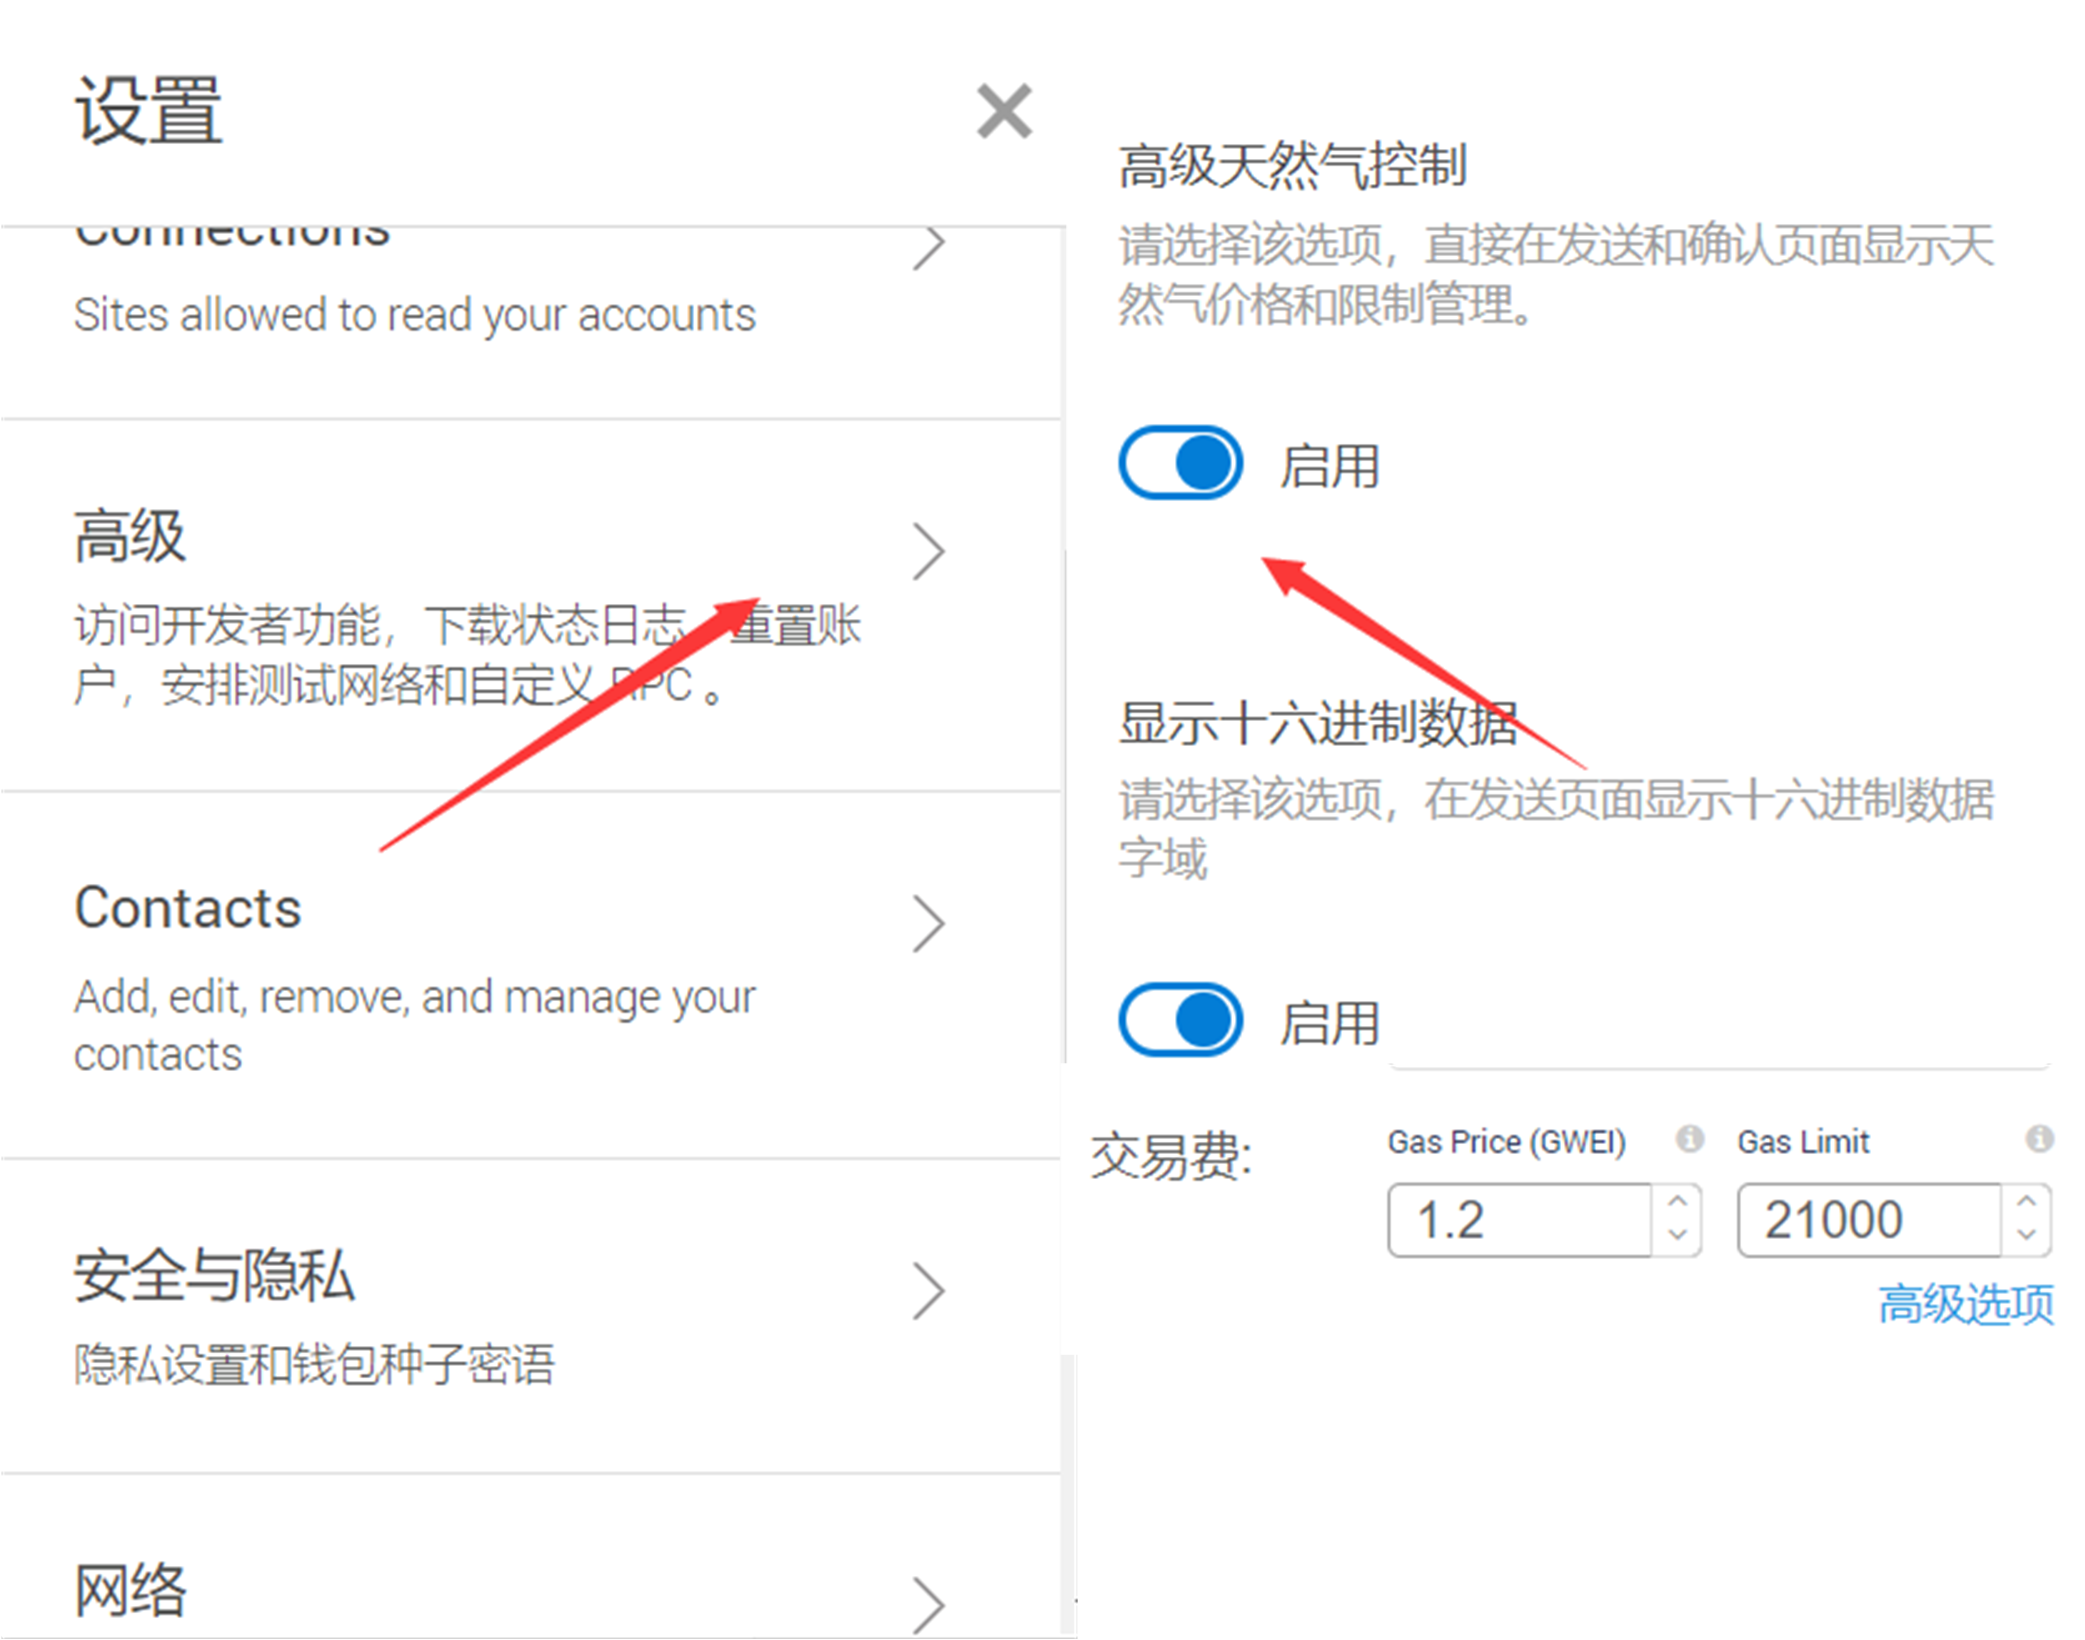 设置
Connections
Sites allowed to read your accounts
高级
访问开发者功能，下载状态日志，重置账
户，安排测试网络和自定义 RPC 。
Contacts
Add, edit, remove, and manage your
contacts
安全与隐私
隐私设置和钱包种子密语
网络
高级天然气控制
请选择该选项，直接在发送和确认页面显示天
然气价格和限制管理。
启用
显示十六进制数据
请选择该选项，在发送页面显示十六进制数据
字域
启用
交易费:
Gas Price (GWEI)
Gas Limit
1.2
21000
高级选项